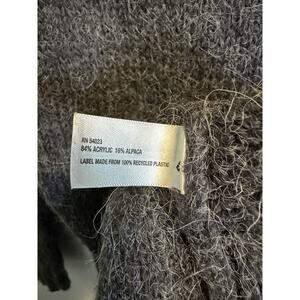 RN 54023
84% ACRYLIC 16% ALPACA
LABEL MADE FROM 100% RECYCLED PLASTIC